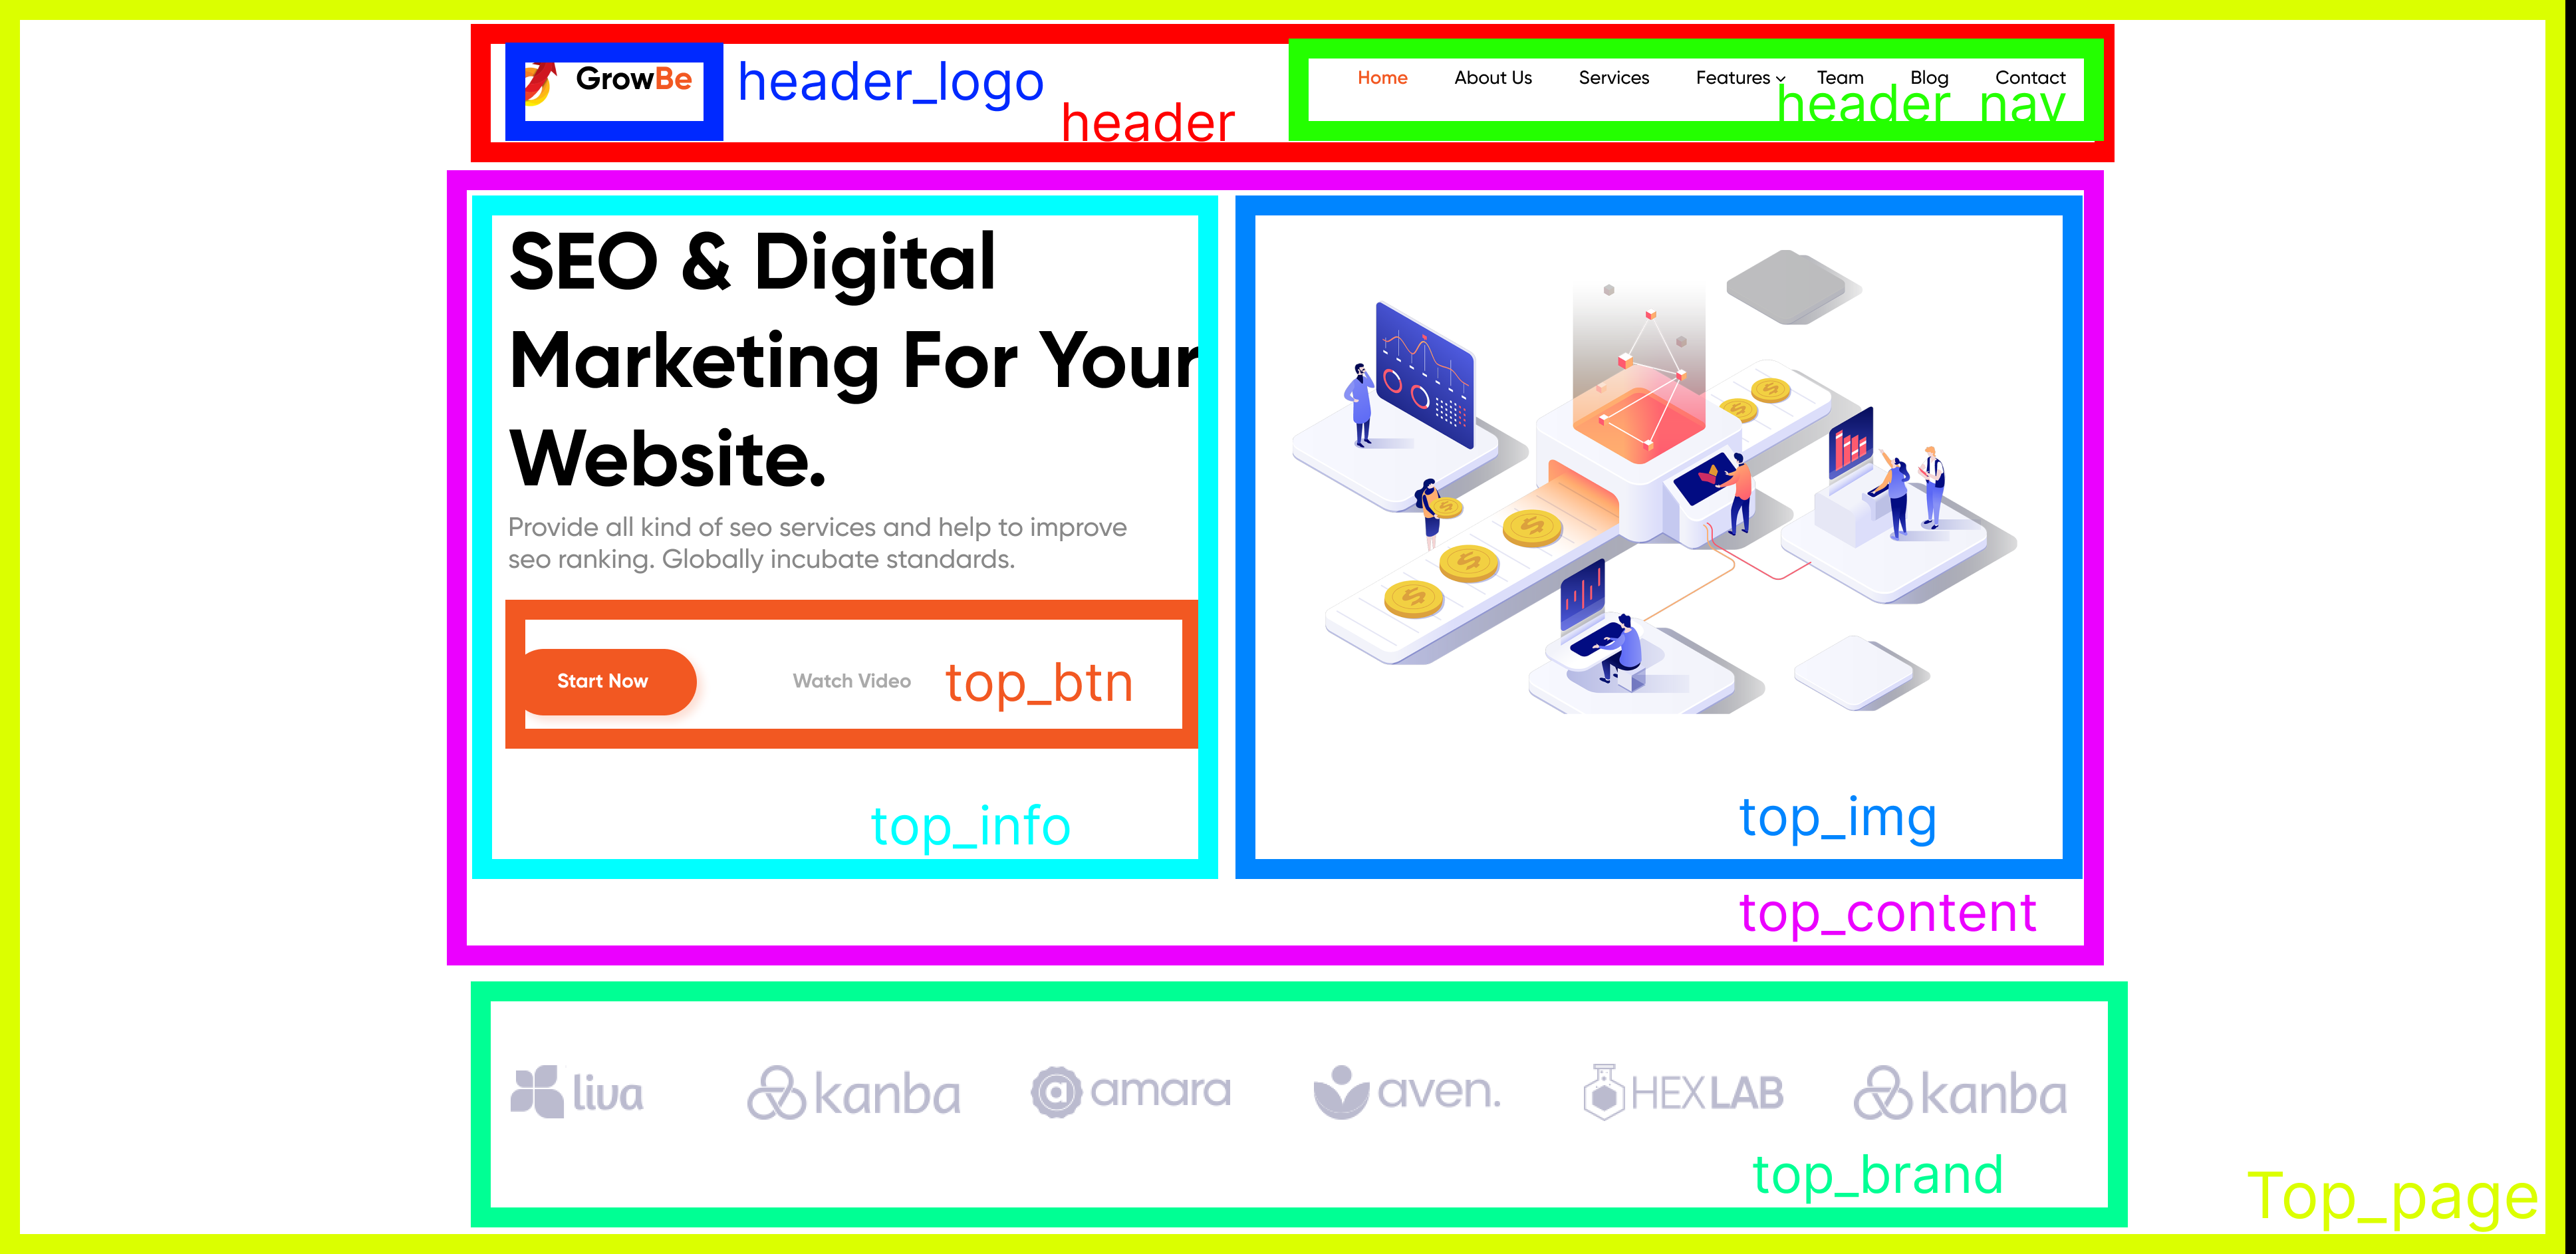 GrowBe
header_logo
header
Home About Us Services Features Team Blog Contact
header_nav
SEO & Digital
Marketing For Your
Website.
Provide all kind of seo services and help to improve
seo ranking. Globally incubate standards.
Start Now
Watch Video
top_btn
top_info
top_img
top_content
liva
kanba
amara
aven.
HEXLAB
kanba
top_brand
Top_page